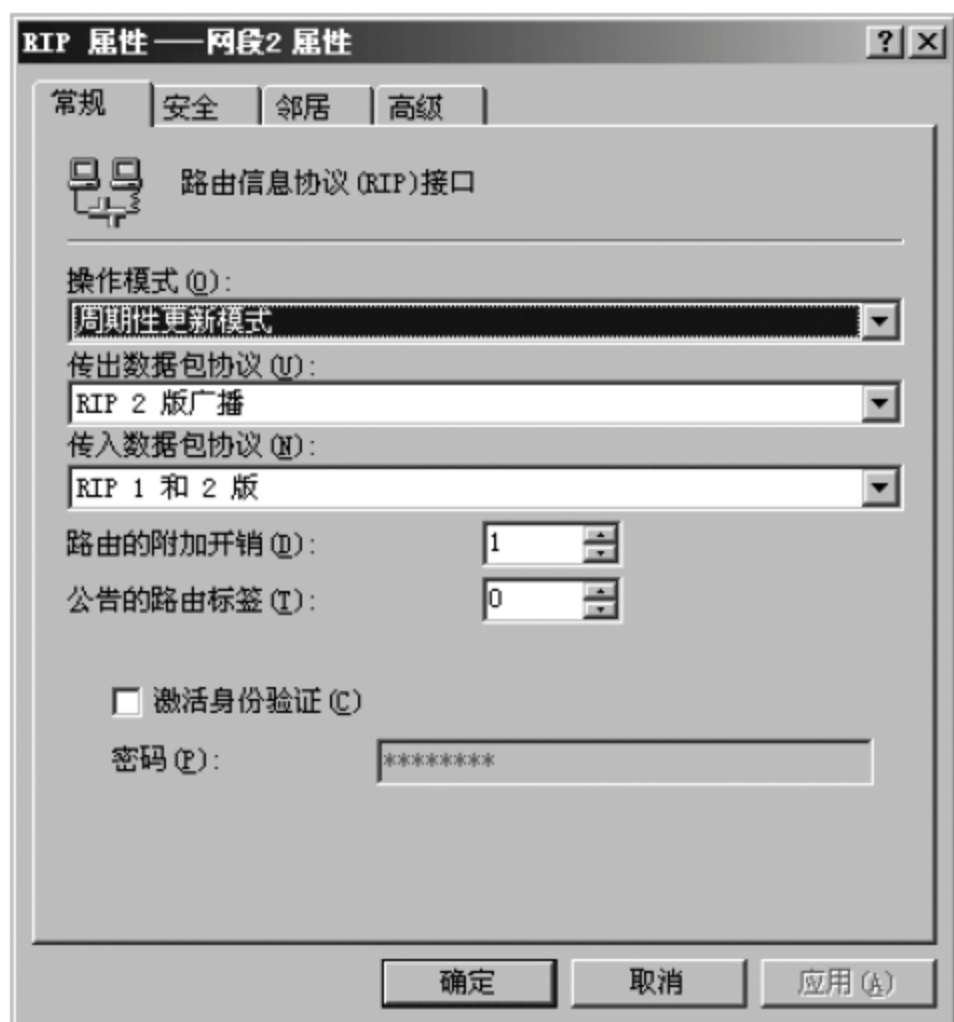 RIP 属性——网段2 属性
常规 安全 邻居 高级
路由信息协议(RIP)接口
操作模式(O):
周期性更新模式
传出数据包协议(U):
RIP 2 版广播
传入数据包协议(N):
RIP 1 和 2 版
路由的附加开销(D): 1
公告的路由标签(T): 0
激活身份验证(C)
密码(P): ********
确定 取消 应用(A)